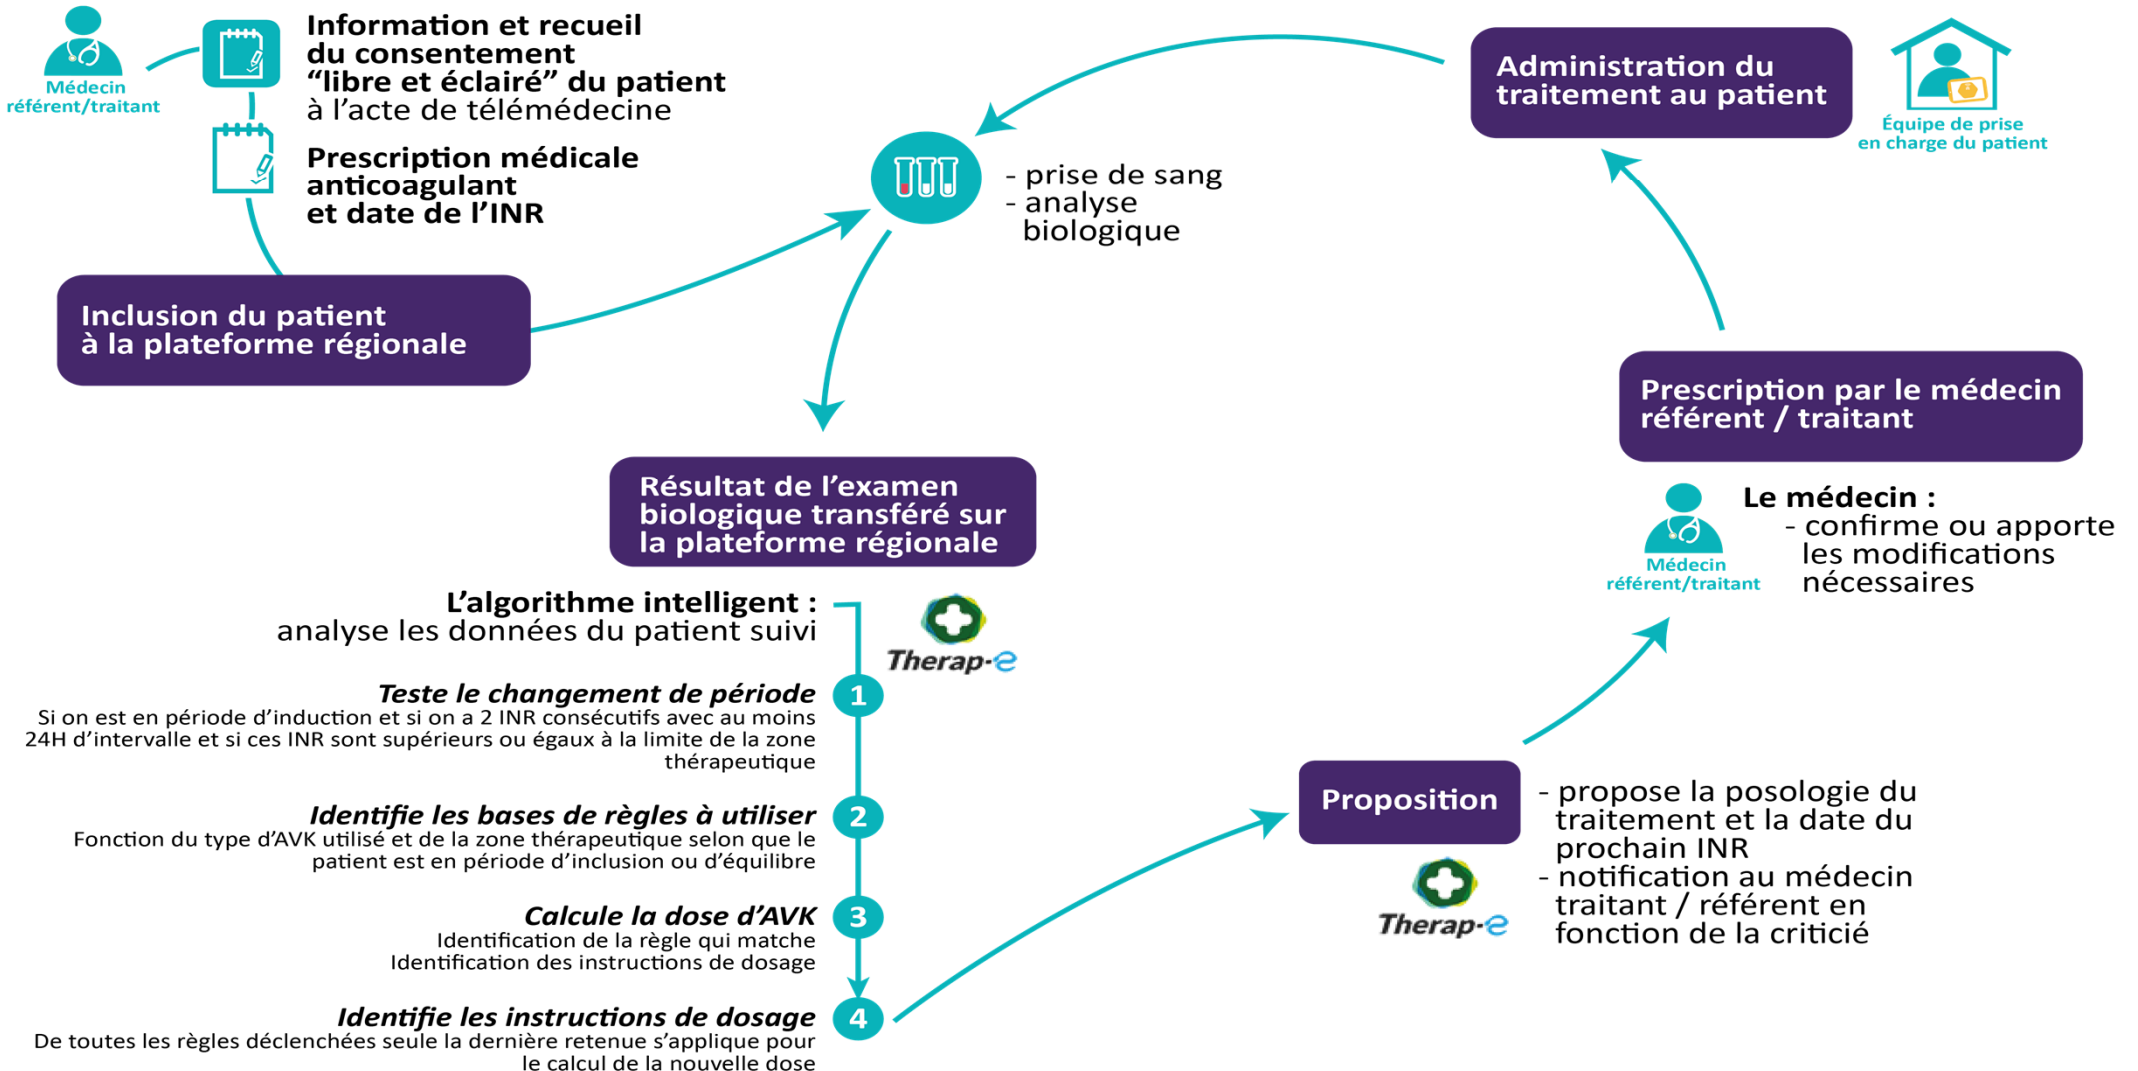 Médecin
référent/traitant
Information et recueil
du consentement
“libre et éclairé” du patient
à l’acte de télémédecine
Prescription médicale
anticoagulant
et date de l’INR
Inclusion du patient
à la plateforme régionale
- prise de sang
- analyse
biologique
Résultat de l’examen
biologique transféré sur
la plateforme régionale
L’algorithme intelligent :
analyse les données du patient suivi
Therap-e
Teste le changement de période
1
Si on est en période d’induction et si on a 2 INR consécutifs avec au moins
24H d’intervalle et si ces INR sont supérieurs ou égaux à la limite de la zone
thérapeutique
Identifie les bases de règles à utiliser
2
Fonction du type d’AVK utilisé et de la zone thérapeutique selon que le
patient est en période d’inclusion ou d’équilibre
Calcule la dose d’AVK
3
Identification de la règle qui matche
Identification des instructions de dosage
Identifie les instructions de dosage
4
De toutes les règles déclenchées seule la dernière retenue s’applique pour
le calcul de la nouvelle dose
Proposition
Therap-e
- propose la posologie du
traitement et la date du
prochain INR
- notification au médecin
traitant / référent en
fonction de la criticié
Prescription par le médecin
référent / traitant
Médecin
référent/traitant
Le médecin :
- confirme ou apporte
les modifications
nécessaires
Administration du
traitement au patient
Équipe de prise
en charge du patient